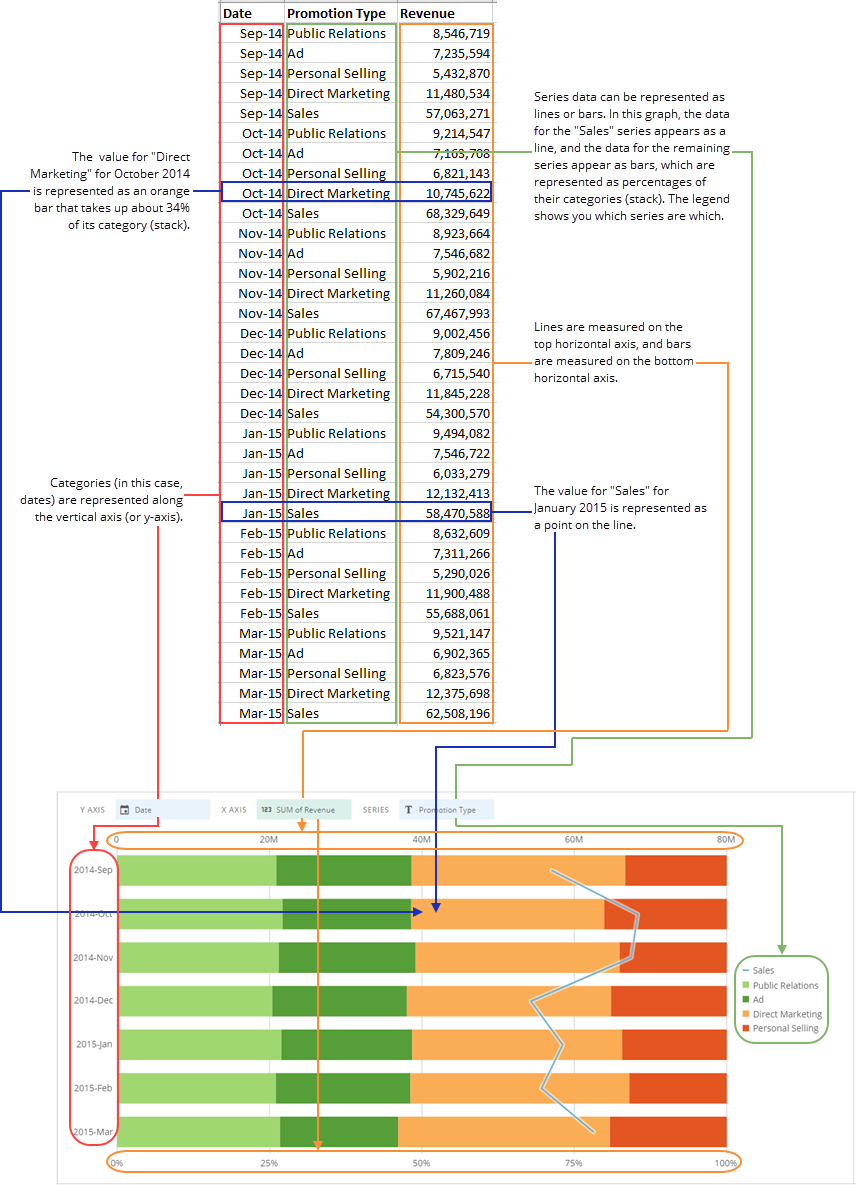 Date Promotion Type Revenue
Sep-14 Public Relations 8,546,719
Sep-14 Ad 7,235,594
Sep-14 Personal Selling 5,432,870
Sep-14 Direct Marketing 11,480,534
Sep-14 Sales 57,063,271
Oct-14 Public Relations 9,214,547
Oct-14 Ad 7,163,708
Oct-14 Personal Selling 6,821,143
Oct-14 Direct Marketing 10,745,622
Oct-14 Sales 68,329,649
Nov-14 Public Relations 8,923,664
Nov-14 Ad 7,546,682
Nov-14 Personal Selling 5,902,216
Nov-14 Direct Marketing 11,260,084
Nov-14 Sales 67,467,993
Dec-14 Public Relations 9,002,456
Dec-14 Ad 7,809,246
Dec-14 Personal Selling 6,715,540
Dec-14 Direct Marketing 11,845,228
Dec-14 Sales 54,300,570
Jan-15 Public Relations 9,494,082
Jan-15 Ad 7,546,722
Jan-15 Personal Selling 6,033,279
Jan-15 Direct Marketing 12,132,413
Jan-15 Sales 58,470,588
Feb-15 Public Relations 8,632,609
Feb-15 Ad 7,311,266
Feb-15 Personal Selling 5,290,026
Feb-15 Direct Marketing 11,900,488
Feb-15 Sales 55,688,061
Mar-15 Public Relations 9,521,147
Mar-15 Ad 6,902,365
Mar-15 Personal Selling 6,823,576
Mar-15 Direct Marketing 12,375,698
Mar-15 Sales 62,508,196
The value for "Direct
Marketing" for October 2014
is represented as an orange
bar that takes up about 34%
of its category (stack).
Categories (in this case,
dates) are represented along
the vertical axis (or y-axis).
Series data can be represented as
lines or bars. In this graph, the data
for the "Sales" series appears as a
line, and the data for the remaining
series appear as bars, which are
represented as percentages of
their categories (stack). The legend
shows you which series are which.
Lines are measured on the
top horizontal axis, and bars
are measured on the bottom
horizontal axis.
The value for "Sales" for
January 2015 is represented as
a point on the line.
Y AXIS Date X AXIS 123 SUM of Revenue SERIES T Promotion Type
0 20M 40M 60M 80M
2014-Sep
2014-Oct
2014-Nov
2014-Dec
2015-Jan
2015-Feb
2015-Mar
0% 25% 50% 75% 100%
Sales
Public Relations
Ad
Direct Marketing
Personal Selling